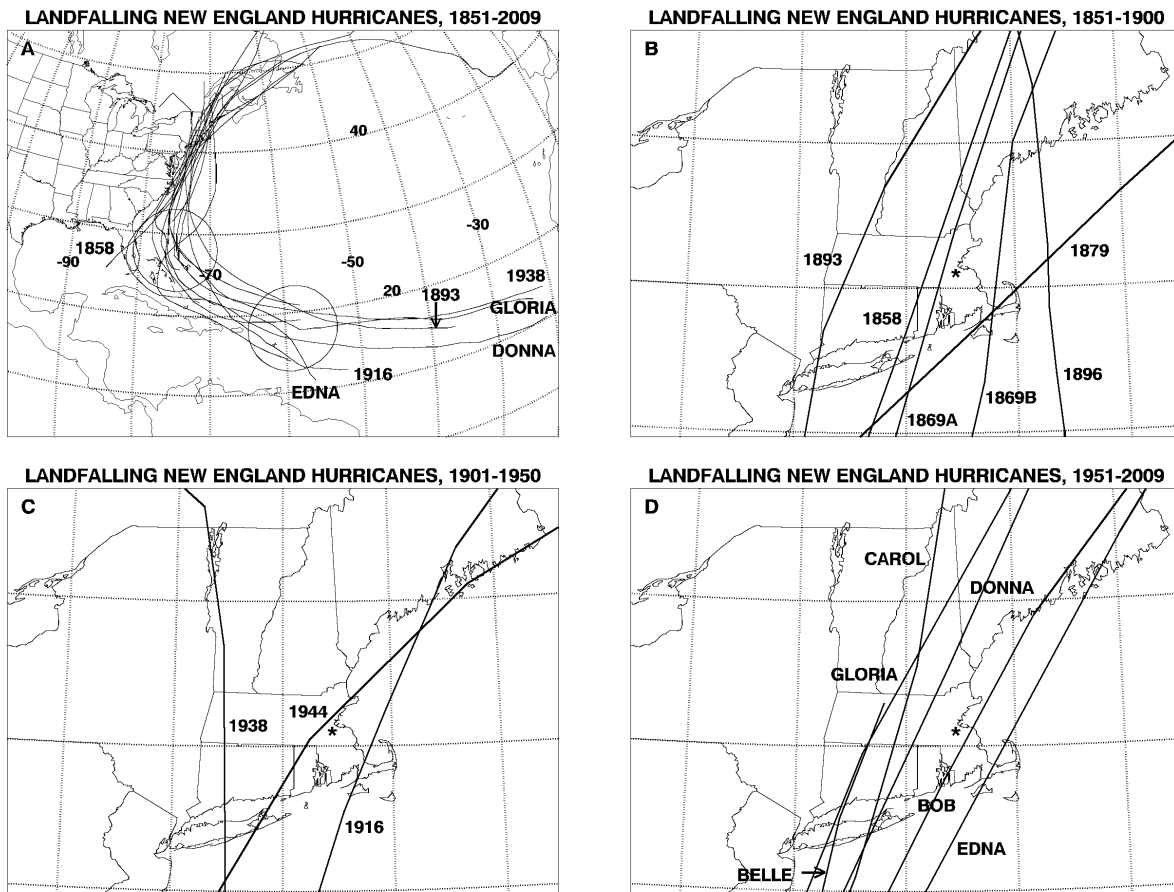 LANDFALLING NEW ENGLAND HURRICANES, 1851-2009
A
40
-30
1858
-90
-70
-50
1938
20
1893
GLORIA
DONNA
1916
EDNA
LANDFALLING NEW ENGLAND HURRICANES, 1851-1900
B
1893
1879
*
1858
1896
1869B
1869A
LANDFALLING NEW ENGLAND HURRICANES, 1901-1950
C
1944
1938
*
1916
LANDFALLING NEW ENGLAND HURRICANES, 1951-2009
D
CAROL
DONNA
GLORIA
*
BOB
EDNA
BELLE